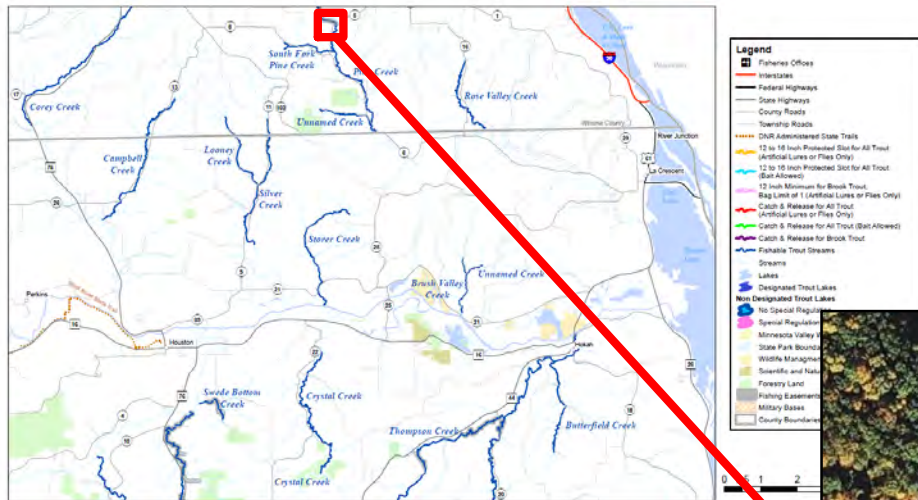 South Fork
Pine Creek
Corey Creek
Rose Valley Creek
Unnamed Creek
Winona County
River Junction
Campbell
Creek
Looney
Creek
La Crescent
Silver
Creek
Storer Creek
Unnamed Creek
Brush Valley
Creek
Perkins
Houston
Hokah
Swede Bottom
Creek
Crystal Creek
Thompson Creek
Butterfield Creek
Crystal Creek
Legend
Fisheries Offices
Interstates
Federal Highways
State Highways
County Roads
Township Roads
DNR Administered State Trails
12 to 16 Inch Protected Slot for All Trout
(Artificial Lures or Flies Only)
12 to 16 Inch Protected Slot for All Trout
(Bait Allowed)
12 Inch Minimum for Brook Trout,
Bag Limit of 1 (Artificial Lures or Flies Only)
Catch & Release for All Trout
(Artificial Lures or Flies Only)
Catch & Release for All Trout (Bait Allowed)
Catch & Release for Brook Trout
Fishable Trout Streams
Streams
Lakes
Designated Trout Lakes
Non Designated Trout Lakes
No Special Regulation
Special Regulation
Minnesota Valley
State Park Bounda
Wildlife Managme
Scientific and Natu
Forestry Land
Fishing Easements
Military Bases
County Boundaries
0 0.5 1 2